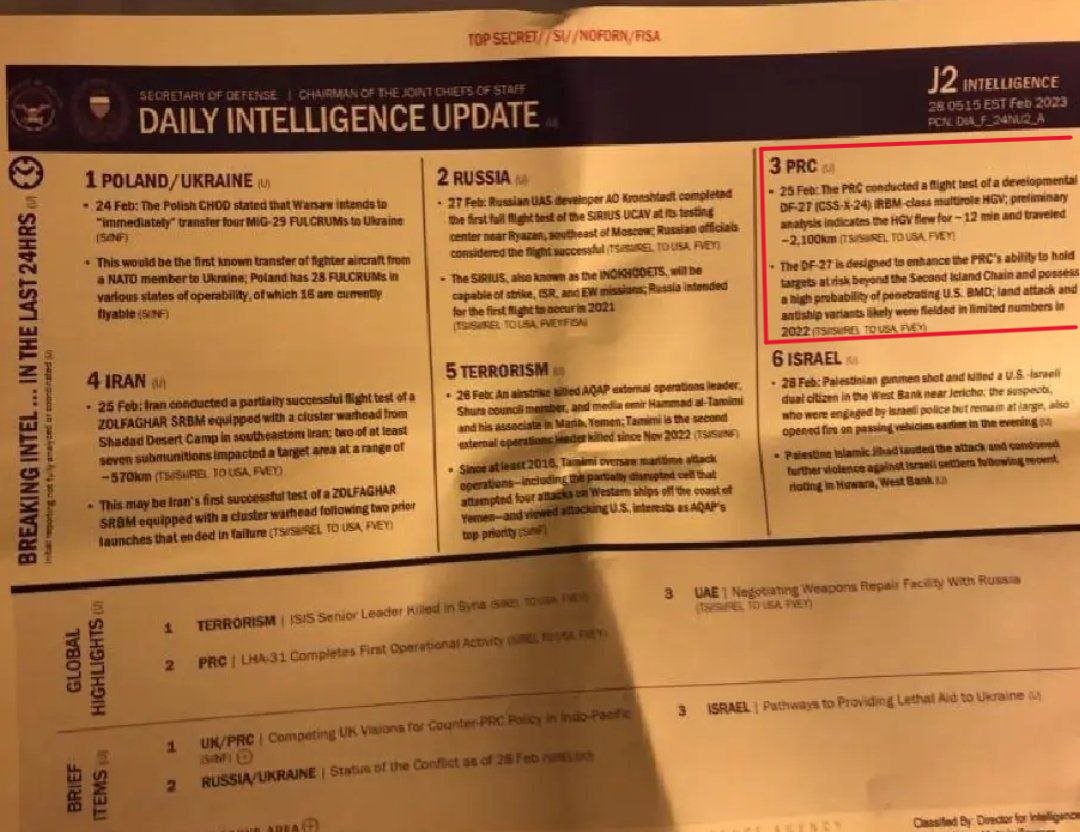 TOP SECRET//SI//NOFORN/FISA
SECRETARY OF DEFENSE | CHAIRMAN OF THE JOINT CHIEFS OF STAFF
DAILY INTELLIGENCE UPDATE
J2 INTELLIGENCE
28 0515 EST Feb 2023
PCN: DIA_F_24NU2_A
BREAKING INTEL ... IN THE LAST 24HRS (U)
Initial reporting not fully analyzed or coordinated (U)
1 POLAND/UKRAINE (U)
• 24 Feb: The Polish CHOD stated that Warsaw intends to
"immediately" transfer four MiG-29 FULCRUMS to Ukraine
(S//NF)
• This would be the first known transfer of fighter aircraft from
a NATO member to Ukraine; Poland has 28 FULCRUMS in
various states of operability, of which 16 are currently
flyable (S//NF)
2 RUSSIA (U)
• 27 Feb: Russian UAS developer AO Kronshtadt completed
the first full flight test of the SIRIUS UCAV at its testing
center near Ryazan, southeast of Moscow; Russian officials
considered the flight successful (TS//SI//REL TO USA, FVEY)
• The SIRIUS, also known as the INOKHODETS, will be
capable of strike, ISR, and EW missions; Russia intended
for the first flight to occur in 2021
(TS//SI//REL TO USA, FVEY/FISA)
3 PRC (U)
• 25 Feb: The PRC conducted a flight test of a developmental
DF-27 (CSS-X-24) IRBM-class multirole HGV; preliminary
analysis indicates the HGV flew for ~12 min and traveled
~2,100km (TS//SI//REL TO USA, FVEY)
• The DF-27 is designed to enhance the PRC's ability to hold
targets at risk beyond the Second Island Chain and possess
a high probability of penetrating U.S. BMD; land attack and
antiship variants likely were fielded in limited numbers in
2022 (TS//SI//REL TO USA, FVEY)
4 IRAN (U)
• 25 Feb: Iran conducted a partially successful flight test of a
ZOLFAGHAR SRBM equipped with a cluster warhead from
Shadad Desert Camp in southeastern Iran; two of at least
seven submunitions impacted a target area at a range of
~570km (TS//SI//REL TO USA, FVEY)
• This may be Iran's first successful test of a ZOLFAGHAR
SRBM equipped with a cluster warhead following two prior
launches that ended in failure (TS//SI//REL TO USA, FVEY)
5 TERRORISM (U)
• 26 Feb: An airstrike killed AQAP external operations leader,
Shura council member, and media emir Hammad al-Tamimi
and his associate in Marib, Yemen; Tamimi is the second
external operations leader killed since Nov 2022 (TS//SI//NF)
• Since at least 2016, Tamimi oversaw maritime attack
operations—including the partially disrupted cell that
attempted four attacks on Western ships off the coast of
Yemen—and viewed attacking U.S. interests as AQAP's
top priority (S//NF)
6 ISRAEL (U)
• 26 Feb: Palestinian gunmen shot and killed a U.S.-Israeli
dual citizen in the West Bank near Jericho; the suspects,
who were engaged by Israeli police but remain at large, also
opened fire on passing vehicles earlier in the evening (U)
• Palestine Islamic Jihad lauded the attack and condoned
further violence against Israeli settlers following recent
rioting in Huwara, West Bank (U)
GLOBAL HIGHLIGHTS (U)
1 TERRORISM | ISIS Senior Leader Killed in Syria (S//REL TO USA, FVEY)
2 PRC | LHA-31 Completes First Operational Activity (S//REL TO USA, FVEY)
3 UAE | Negotiating Weapons Repair Facility With Russia
(TS//SI//REL TO USA, FVEY)
BRIEF ITEMS (U)
1 UK/PRC | Competing UK Visions for Counter-PRC Policy in Indo-Pacific
(S//NF)
2 RUSSIA/UKRAINE | Status of the Conflict as of 28 Feb
3 ISRAEL | Pathways to Providing Lethal Aid to Ukraine (U)
AREA
AGENCY
Classified By: Director for Intelligence